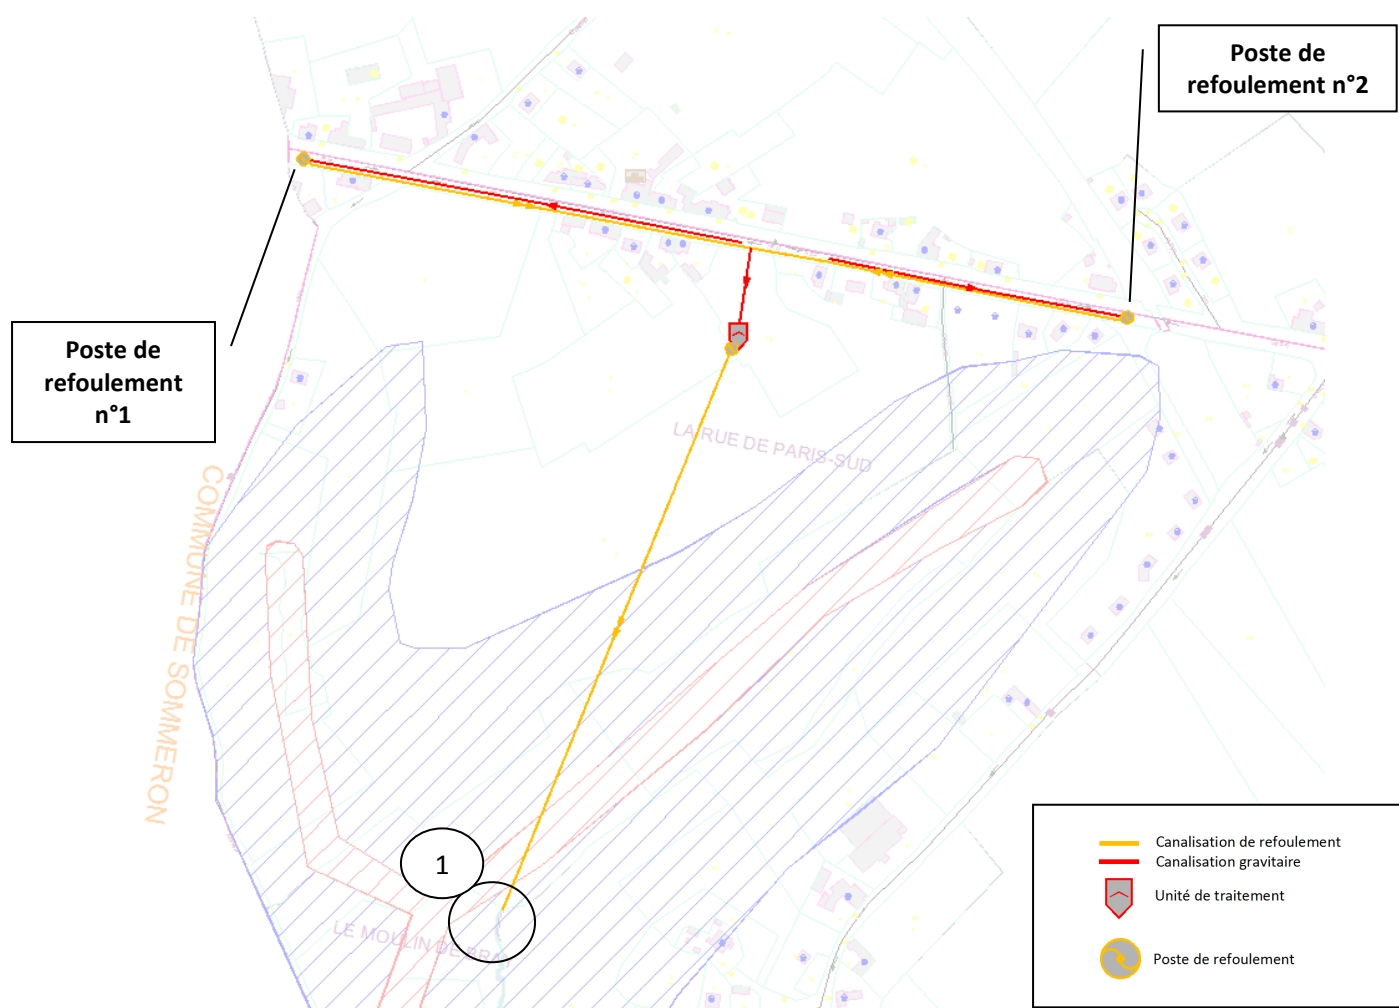 Poste de
refoulement n°2
Poste de
refoulement
n°1
LA RUE DE PARIS-SUD
COMMUNE DE SOMMERON
1
LE MOULIN DE BRAY
Canalisation de refoulement
Canalisation gravitaire
Unité de traitement
Poste de refoulement